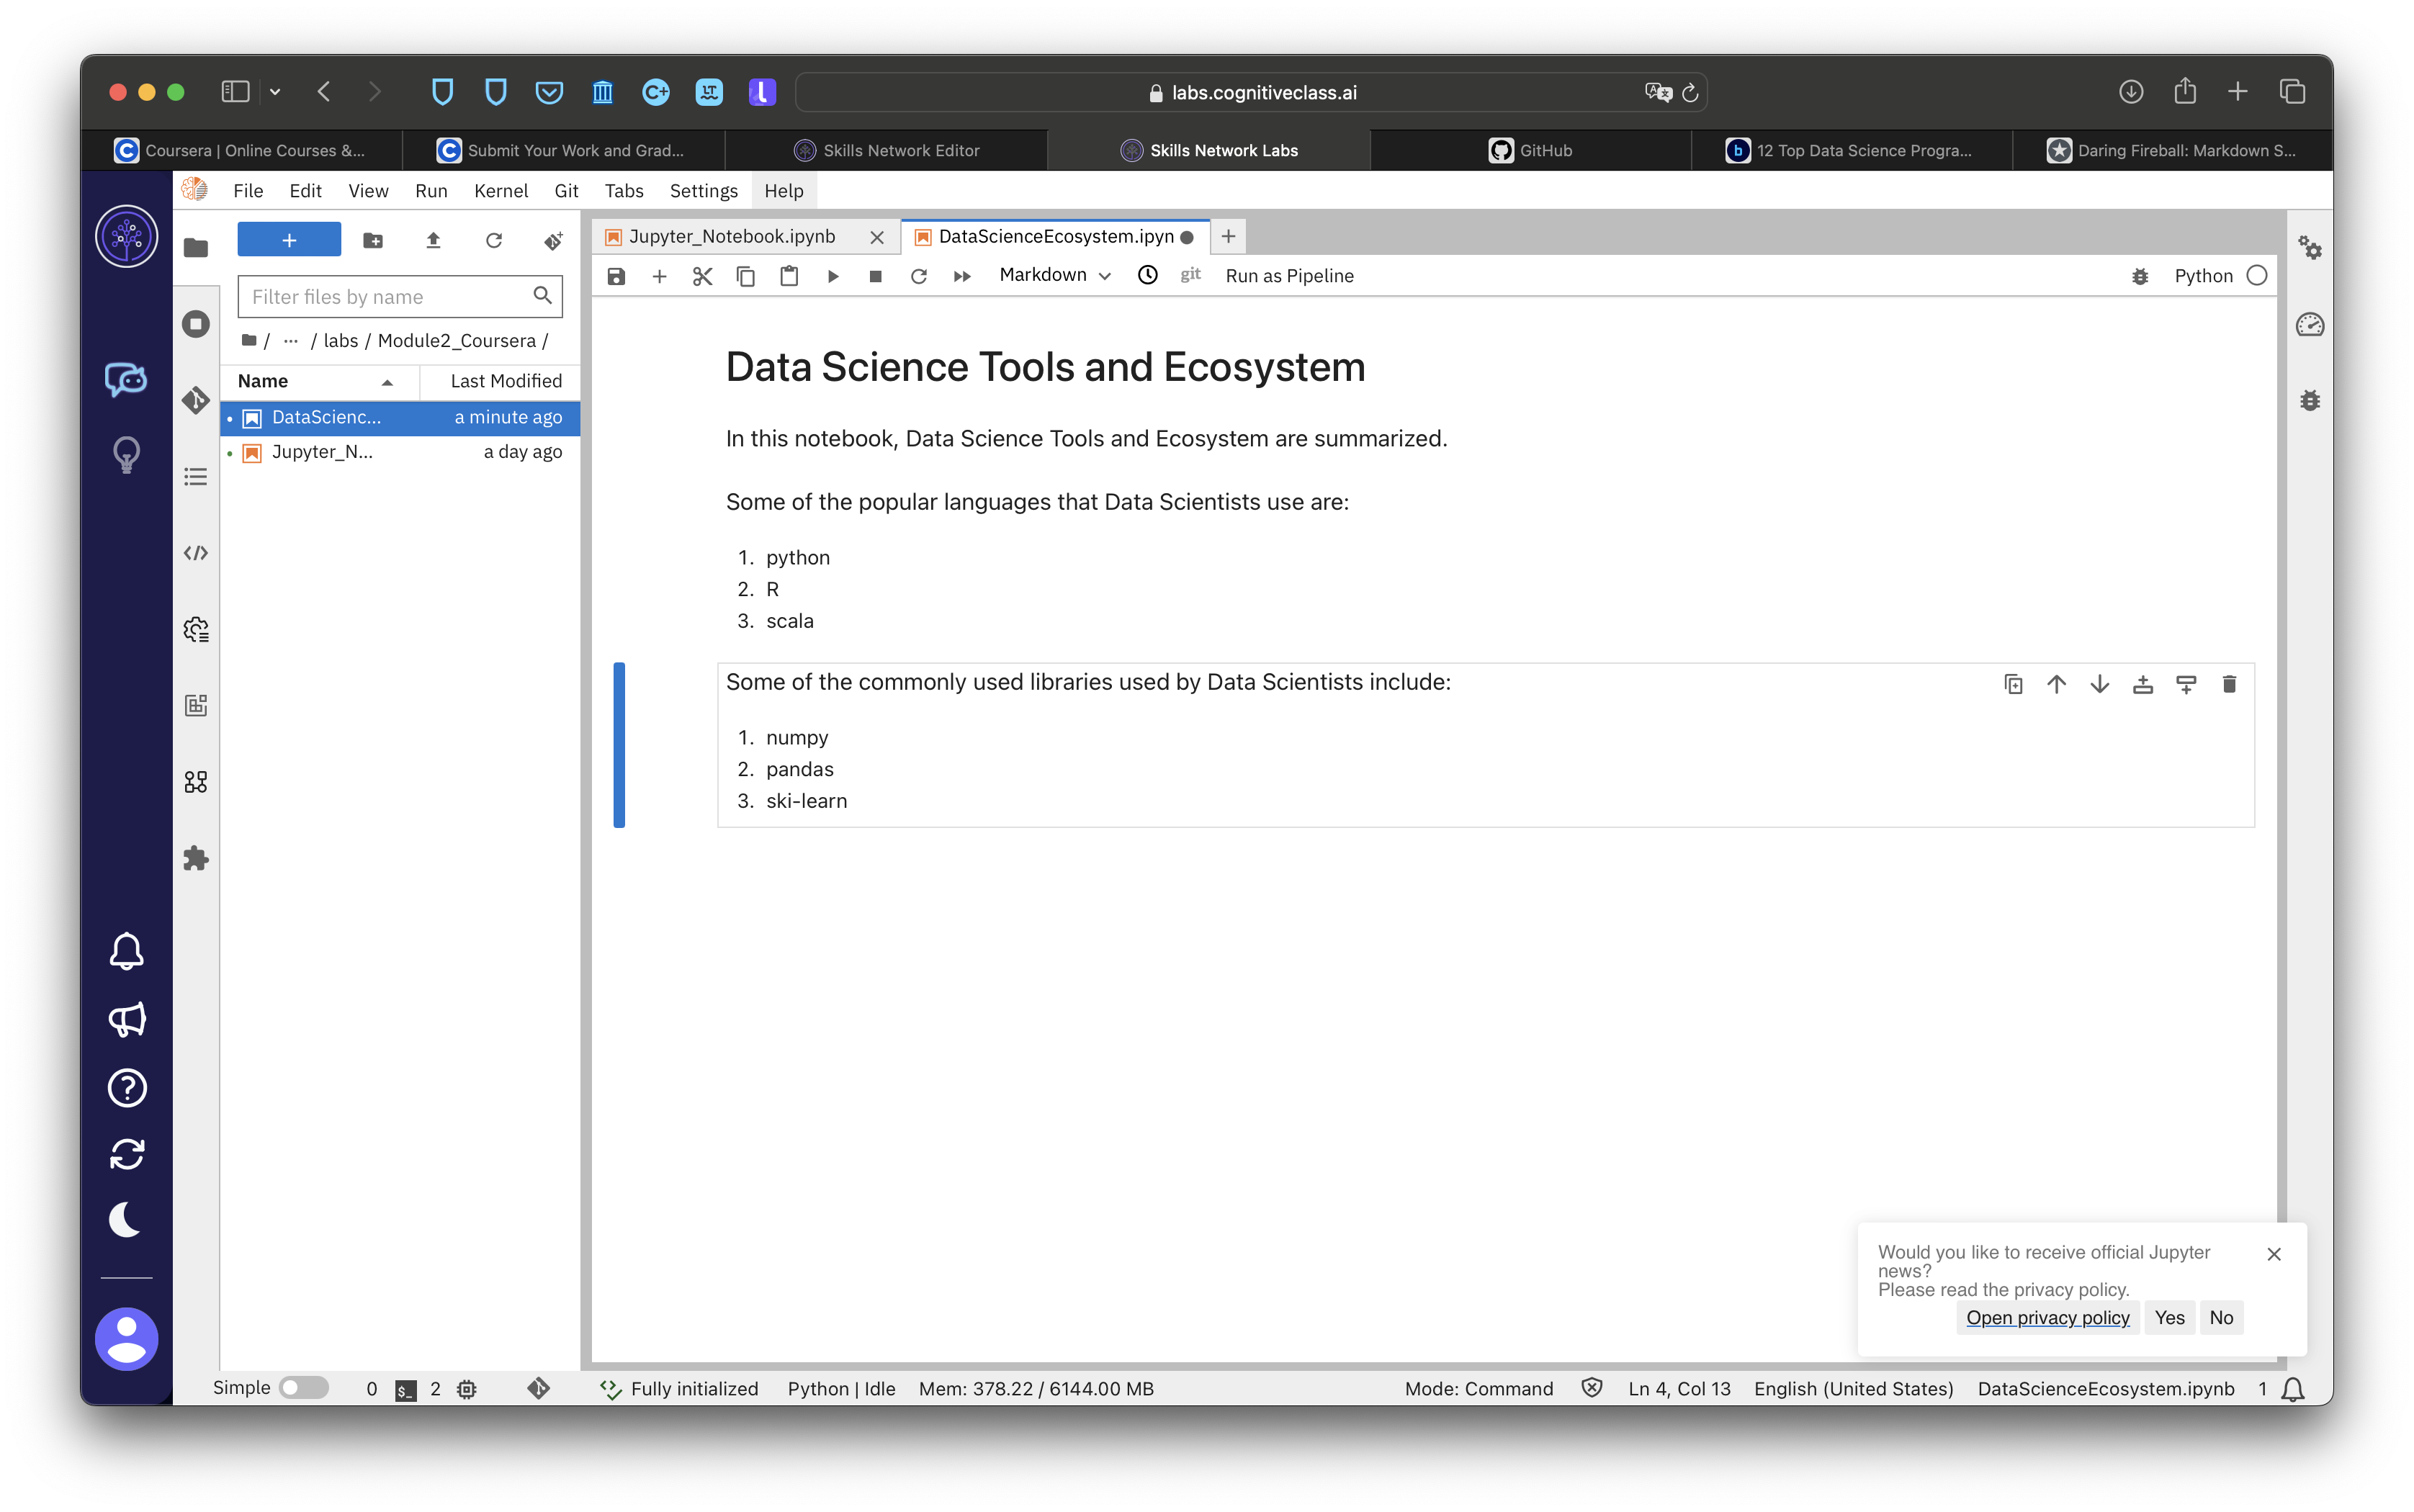 labs.cognitiveclass.ai
Coursera | Online Courses &...
Submit Your Work and Grad...
Skills Network Editor
Skills Network Labs
GitHub
12 Top Data Science Progra...
Daring Fireball: Markdown S...
File Edit View Run Kernel Git Tabs Settings Help
Jupyter_Notebook.ipynb
DataScienceEcosystem.ipyn
Markdown
git
Run as Pipeline
Python
Filter files by name
/ ... / labs / Module2_Coursera /
Name Last Modified
DataScienc... a minute ago
Jupyter_N... a day ago
Data Science Tools and Ecosystem
In this notebook, Data Science Tools and Ecosystem are summarized.
Some of the popular languages that Data Scientists use are:
1. python
2. R
3. scala
Some of the commonly used libraries used by Data Scientists include:
1. numpy
2. pandas
3. ski-learn
Would you like to receive official Jupyter
news?
Please read the privacy policy.
Open privacy policy Yes No
Simple 0 $_ 2 Fully initialized Python | Idle Mem: 378.22 / 6144.00 MB Mode: Command Ln 4, Col 13 English (United States) DataScienceEcosystem.ipynb 1